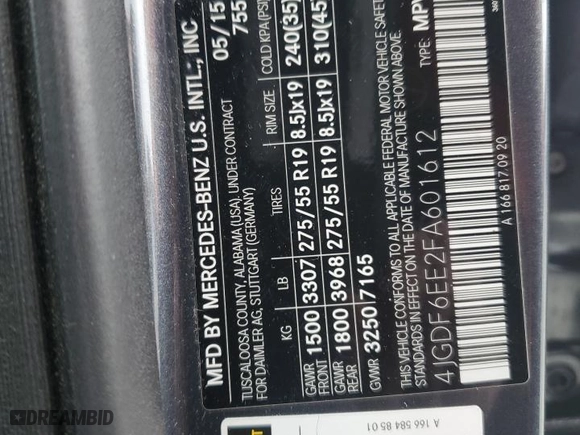 MFD BY MERCEDES-BENZ U.S. INTL., INC.
TUSCALOOSA COUNTY, ALABAMA (USA). UNDER CONTRACT
FOR DAIMLER AG, STUTTGART (GERMANY)
05/15
755
KG LB TIRES RIM SIZE COLD KPA (PSI
GAWR FRONT 1500 3307 275/55 R19 8.5Jx19 240(35
GAWR REAR 1800 3968 275/55 R19 8.5Jx19 310(45
GVWR 3250 7165
THIS VEHICLE CONFORMS TO ALL APPLICABLE FEDERAL MOTOR VEHICLE SAFETY
STANDARDS IN EFFECT ON THE DATE OF MANUFACTURE SHOWN ABOVE.
4JGDF6EE2FA601612
TYPE: MPV
A 166 817 09 20
A 166 584 85 01
DREAMBID